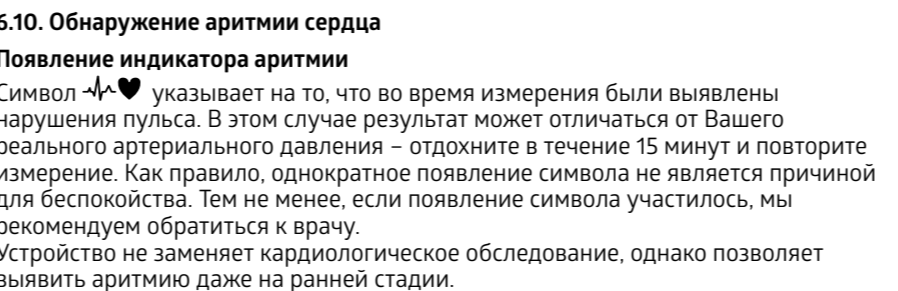 6.10. Обнаружение аритмии сердца
Появление индикатора аритмии
Символ указывает на то, что во время измерения были выявлены
нарушения пульса. В этом случае результат может отличаться от Вашего
реального артериального давления – отдохните в течение 15 минут и повторите
измерение. Как правило, однократное появление символа не является причиной
для беспокойства. Тем не менее, если появление символа участилось, мы
рекомендуем обратиться к врачу.
Устройство не заменяет кардиологическое обследование, однако позволяет
выявить аритмию даже на ранней стадии.